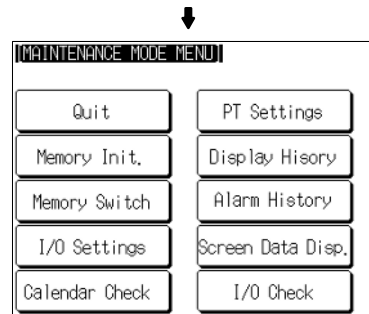 [MAINTENANCE MODE MENU]
Quit
PT Settings
Memory Init.
Display Hisory
Memory Switch
Alarm History
I/O Settings
Screen Data Disp.
Calendar Check
I/O Check